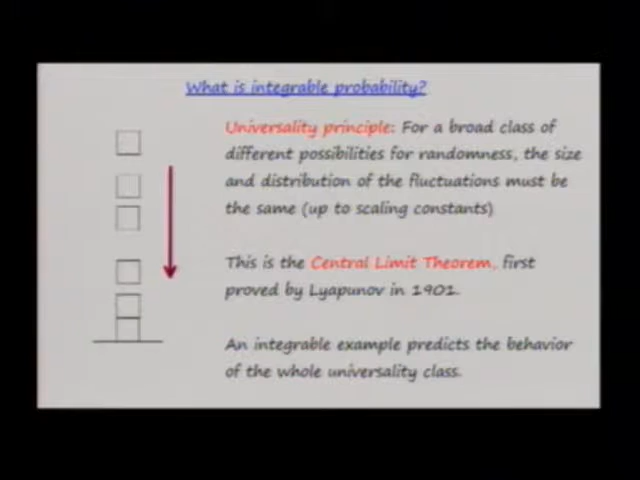 What is integrable probability?
Universality principle: For a broad class of
different possibilities for randomness, the size
and distribution of the fluctuations must be
the same (up to scaling constants)
This is the Central Limit Theorem, first
proved by Lyapunov in 1901.
An integrable example predicts the behavior
of the whole universality class.